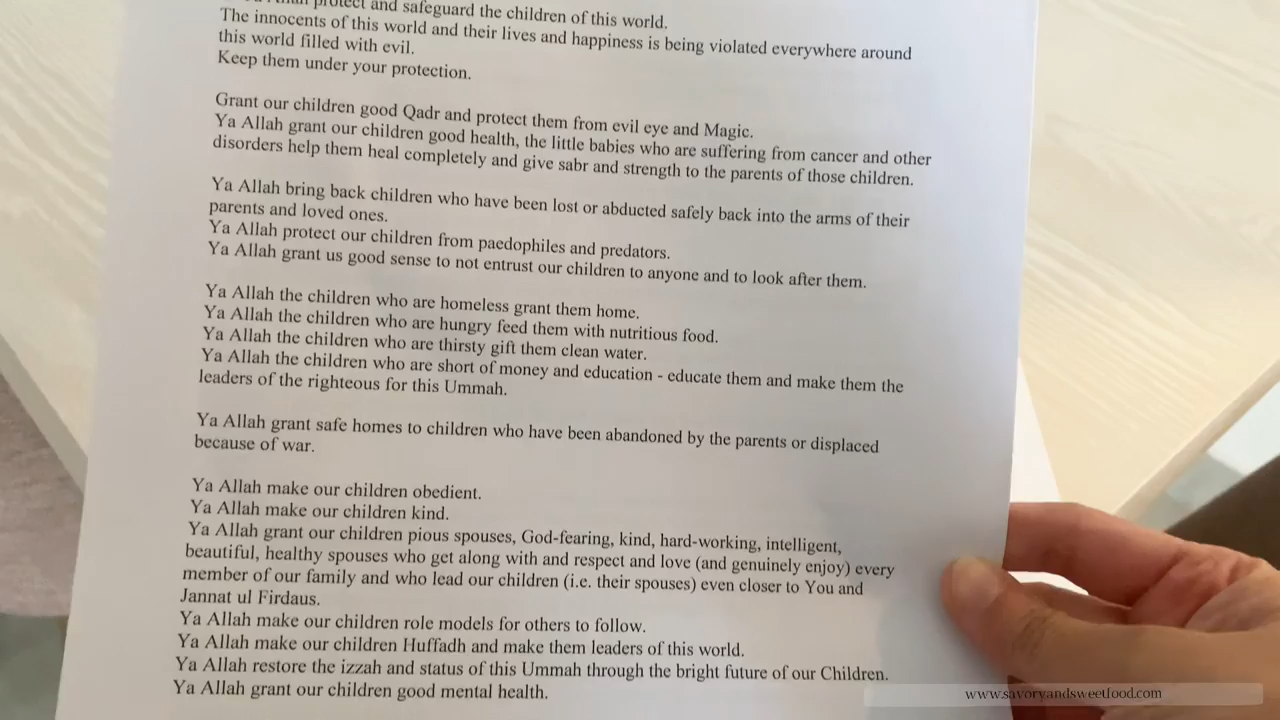 protect and safeguard the children of this world.
The innocents of this world and their lives and happiness is being violated everywhere around
this world filled with evil.
Keep them under your protection.
Grant our children good Qadr and protect them from evil eye and Magic.
Ya Allah grant our children good health, the little babies who are suffering from cancer and other
disorders help them heal completely and give sabr and strength to the parents of those children.
Ya Allah bring back children who have been lost or abducted safely back into the arms of their
parents and loved ones.
Ya Allah protect our children from paedophiles and predators.
Ya Allah grant us good sense to not entrust our children to anyone and to look after them.
Ya Allah the children who are homeless grant them home.
Ya Allah the children who are hungry feed them with nutritious food.
Ya Allah the children who are thirsty gift them clean water.
Ya Allah the children who are short of money and education - educate them and make them the
leaders of the righteous for this Ummah.
Ya Allah grant safe homes to children who have been abandoned by the parents or displaced
because of war.
Ya Allah make our children obedient.
Ya Allah make our children kind.
Ya Allah grant our children pious spouses, God-fearing, kind, hard-working, intelligent,
beautiful, healthy spouses who get along with and respect and love (and genuinely enjoy) every
member of our family and who lead our children (i.e. their spouses) even closer to You and
Jannat ul Firdaus.
Ya Allah make our children role models for others to follow.
Ya Allah make our children Huffadh and make them leaders of this world.
Ya Allah restore the izzah and status of this Ummah through the bright future of our Children.
Ya Allah grant our children good mental health.
www.savoryandsweetfood.com